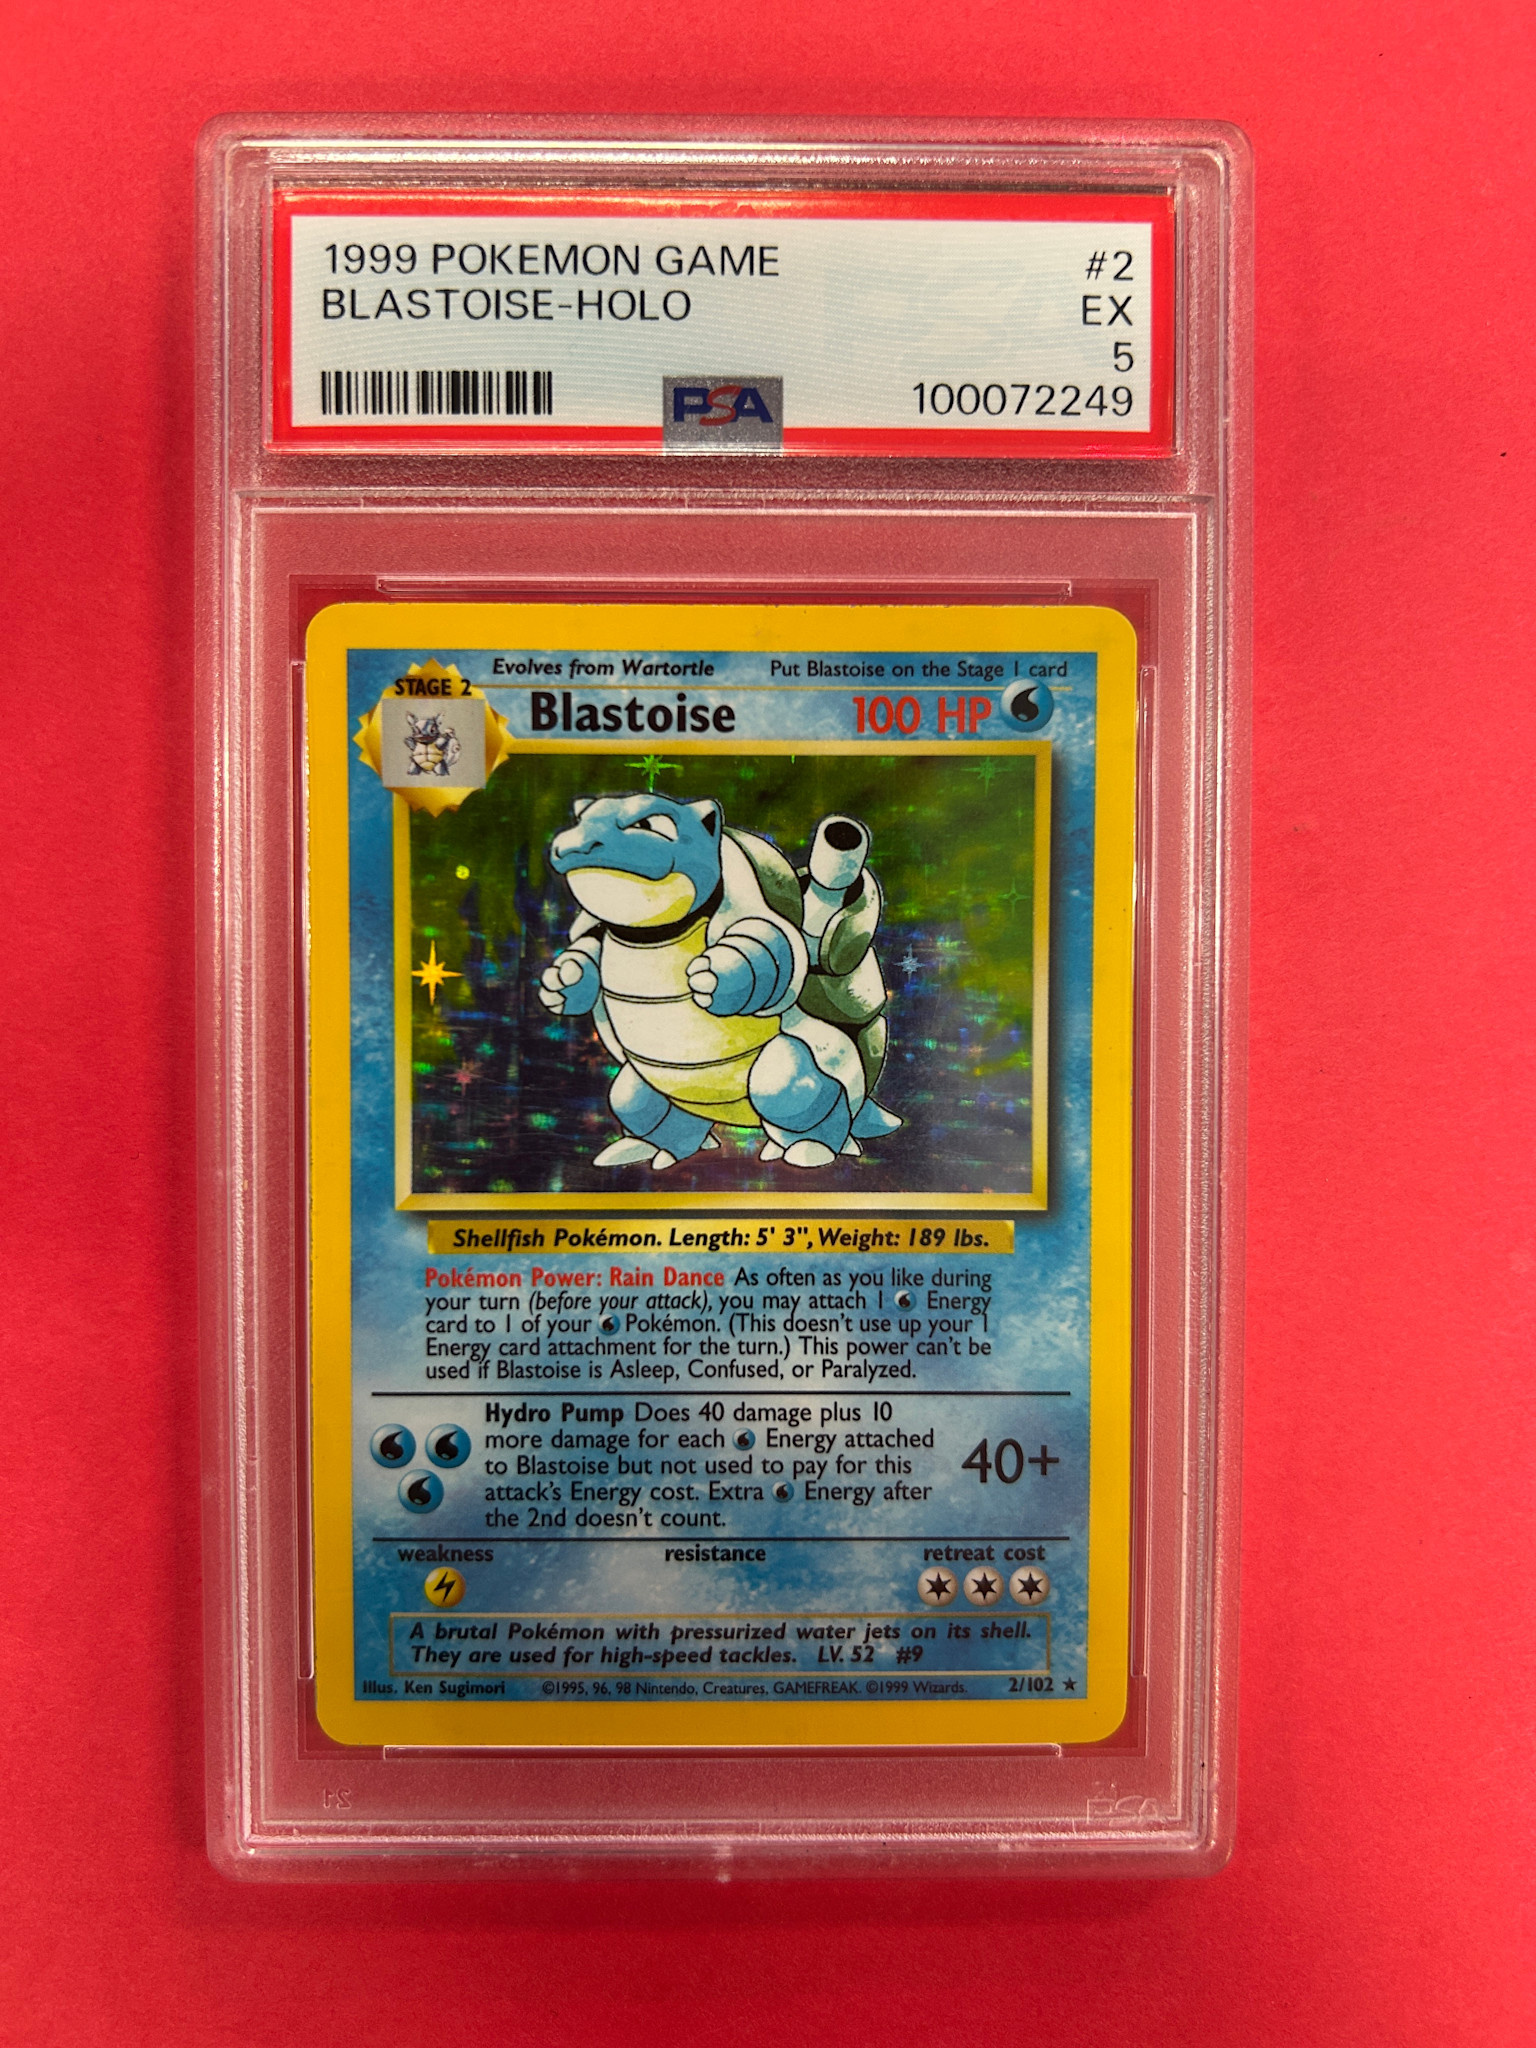 1999 POKEMON GAME #2
BLASTOISE-HOLO EX
5
PSA 100072249
STAGE 2
Evolves from Wartortle Put Blastoise on the Stage 1 card
Blastoise 100 HP
Shellfish Pokémon. Length: 5' 3", Weight: 189 lbs.
Pokémon Power: Rain Dance As often as you like during
your turn (before your attack), you may attach 1 Energy
card to 1 of your Pokémon. (This doesn't use up your 1
Energy card attachment for the turn.) This power can't be
used if Blastoise is Asleep, Confused, or Paralyzed.
Hydro Pump Does 40 damage plus 10
more damage for each Energy attached
to Blastoise but not used to pay for this
attack's Energy cost. Extra Energy after
the 2nd doesn't count.
40+
weakness resistance retreat cost
A brutal Pokémon with pressurized water jets on its shell.
They are used for high-speed tackles. LV. 52 #9
Illus. Ken Sugimori ©1995, 96, 98 Nintendo, Creatures, GAMEFREAK. ©1999 Wizards. 2/102 ★
21 PSA